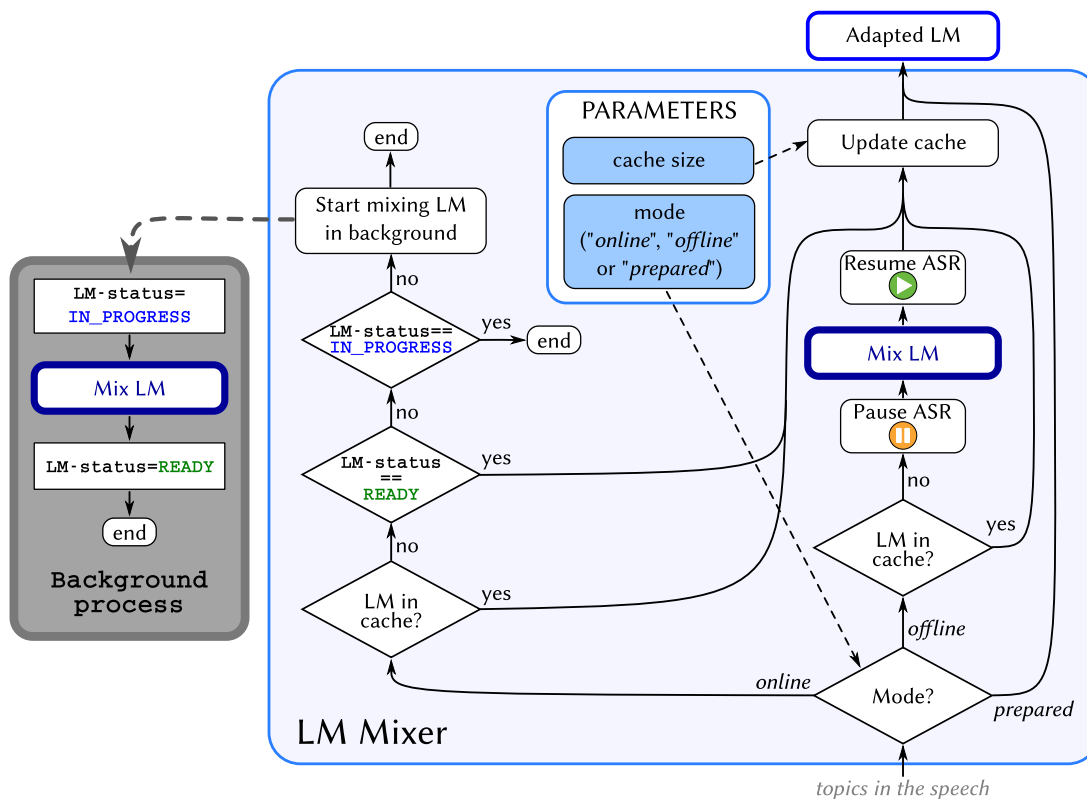 Adapted LM
PARAMETERS
cache size
mode
("online", "offline"
or "prepared")
Update cache
end
Start mixing LM
in background
no
LM-status==
IN_PROGRESS
yes
end
no
LM-status
==
READY
yes
no
LM in
cache?
yes
Resume ASR
Mix LM
Pause ASR
no
LM in
cache?
yes
offline
online
Mode?
prepared
LM Mixer
topics in the speech
LM-status=
IN_PROGRESS
Mix LM
LM-status=READY
end
Background
process